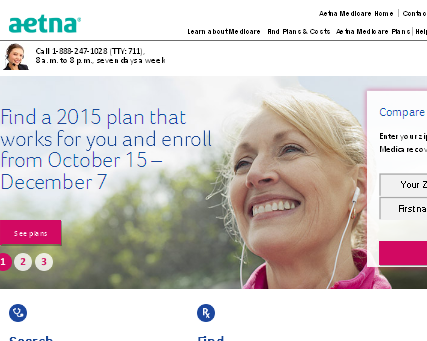 Aetna Medicare Home | Contac
aetna®
Learn about Medicare Find Plans & Costs Aetna Medicare Plans Help
Call 1-888-247-1028 (TTY: 711),
8 a.m. to 8 p.m., seven days a week
Find a 2015 plan that
works for you and enroll
from October 15 –
December 7
See plans
1 2 3
Compare
Enter your zip
Medicare cov
Your Z
First na
Search
Find